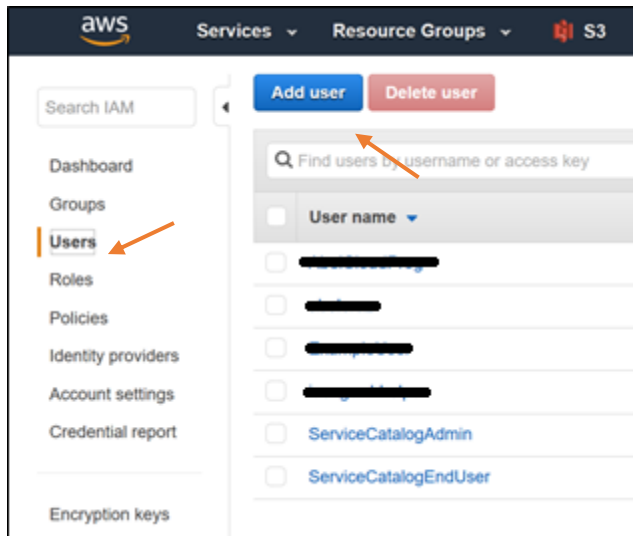 aws Services Resource Groups S3
Search IAM
Add user Delete user
Find users by username or access key
Dashboard
Groups
Users
Roles
Policies
Identity providers
Account settings
Credential report
Encryption keys
User name
ServiceCatalogAdmin
ServiceCatalogEndUser